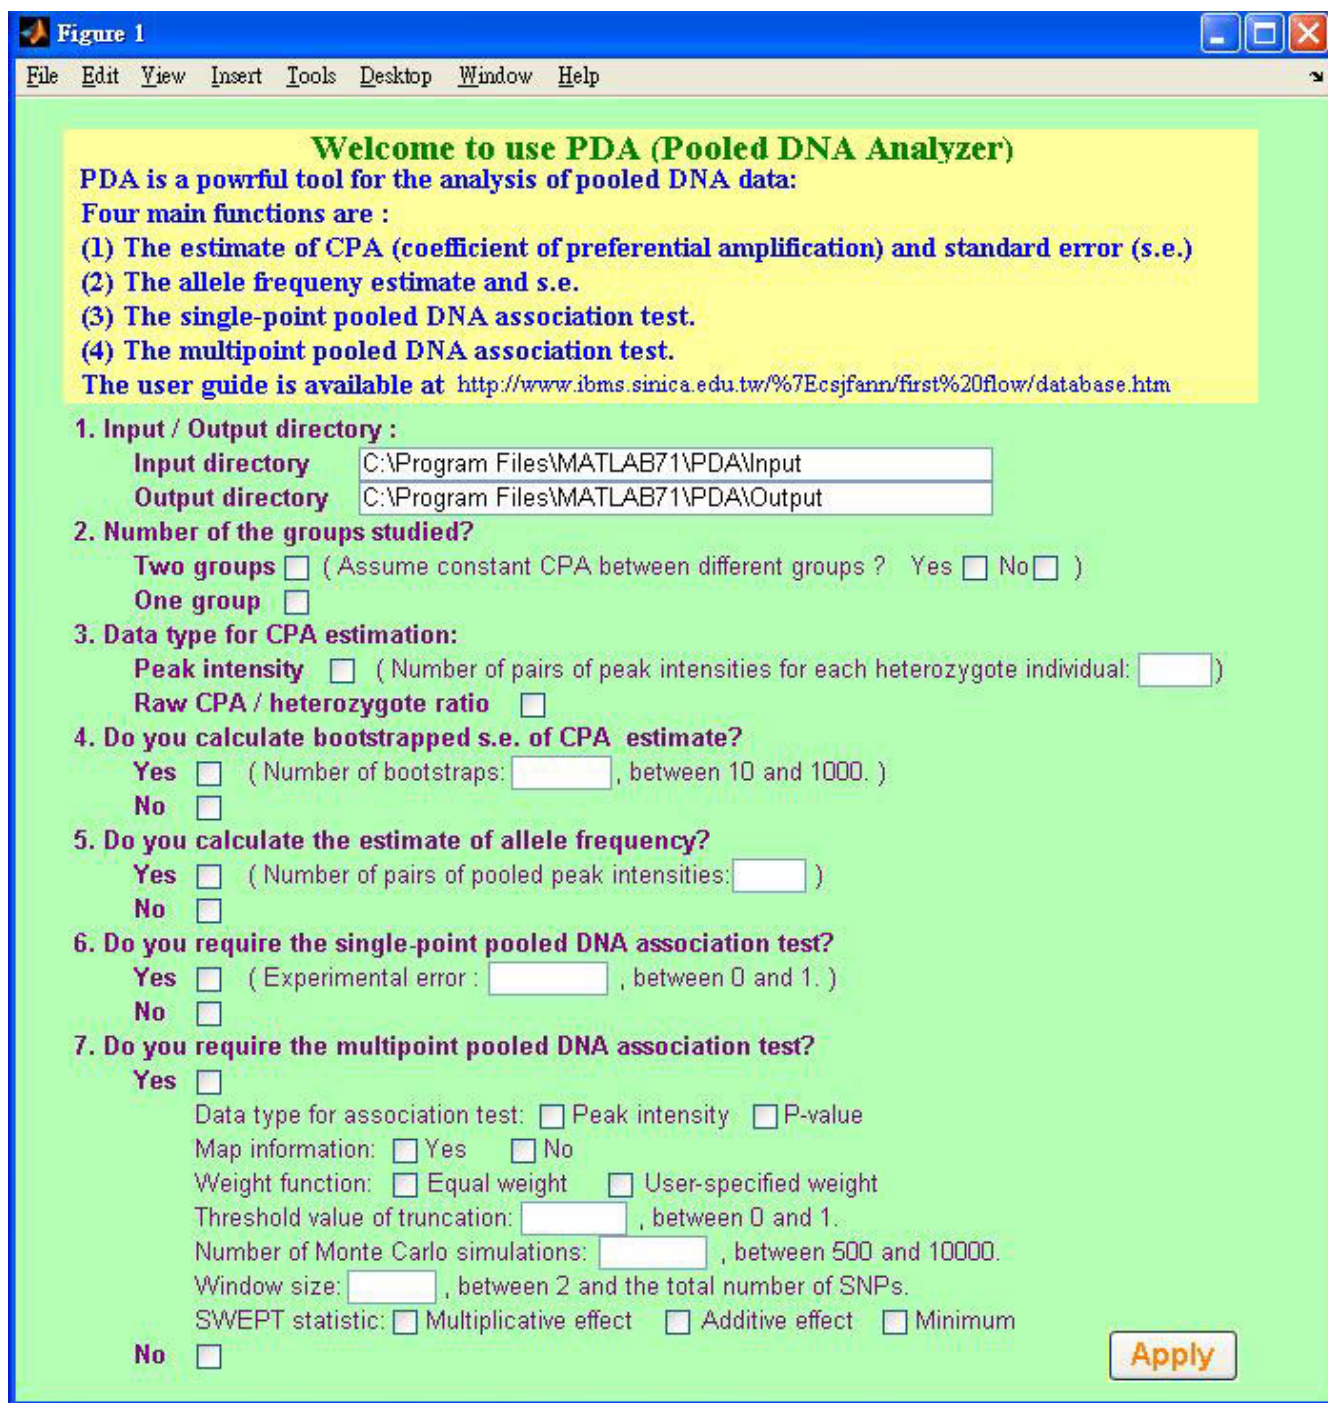 Figure 1
File Edit View Insert Tools Desktop Window Help
Welcome to use PDA (Pooled DNA Analyzer)
PDA is a powrful tool for the analysis of pooled DNA data:
Four main functions are :
(1) The estimate of CPA (coefficient of preferential amplification) and standard error (s.e.)
(2) The allele frequeny estimate and s.e.
(3) The single-point pooled DNA association test.
(4) The multipoint pooled DNA association test.
The user guide is available at http://www.ibms.sinica.edu.tw/%7Ecsjfann/first%20flow/database.htm
1. Input / Output directory :
Input directory C:\Program Files\MATLAB71\PDA\Input
Output directory C:\Program Files\MATLAB71\PDA\Output
2. Number of the groups studied?
Two groups ( Assume constant CPA between different groups ? Yes No )
One group
3. Data type for CPA estimation:
Peak intensity ( Number of pairs of peak intensities for each heterozygote individual: )
Raw CPA / heterozygote ratio
4. Do you calculate bootstrapped s.e. of CPA estimate?
Yes ( Number of bootstraps: , between 10 and 1000. )
No
5. Do you calculate the estimate of allele frequency?
Yes ( Number of pairs of pooled peak intensities: )
No
6. Do you require the single-point pooled DNA association test?
Yes ( Experimental error : , between 0 and 1. )
No
7. Do you require the multipoint pooled DNA association test?
Yes
Data type for association test: Peak intensity P-value
Map information: Yes No
Weight function: Equal weight User-specified weight
Threshold value of truncation: , between 0 and 1.
Number of Monte Carlo simulations: , between 500 and 10000.
Window size: , between 2 and the total number of SNPs.
SWEPT statistic: Multiplicative effect Additive effect Minimum
No
Apply